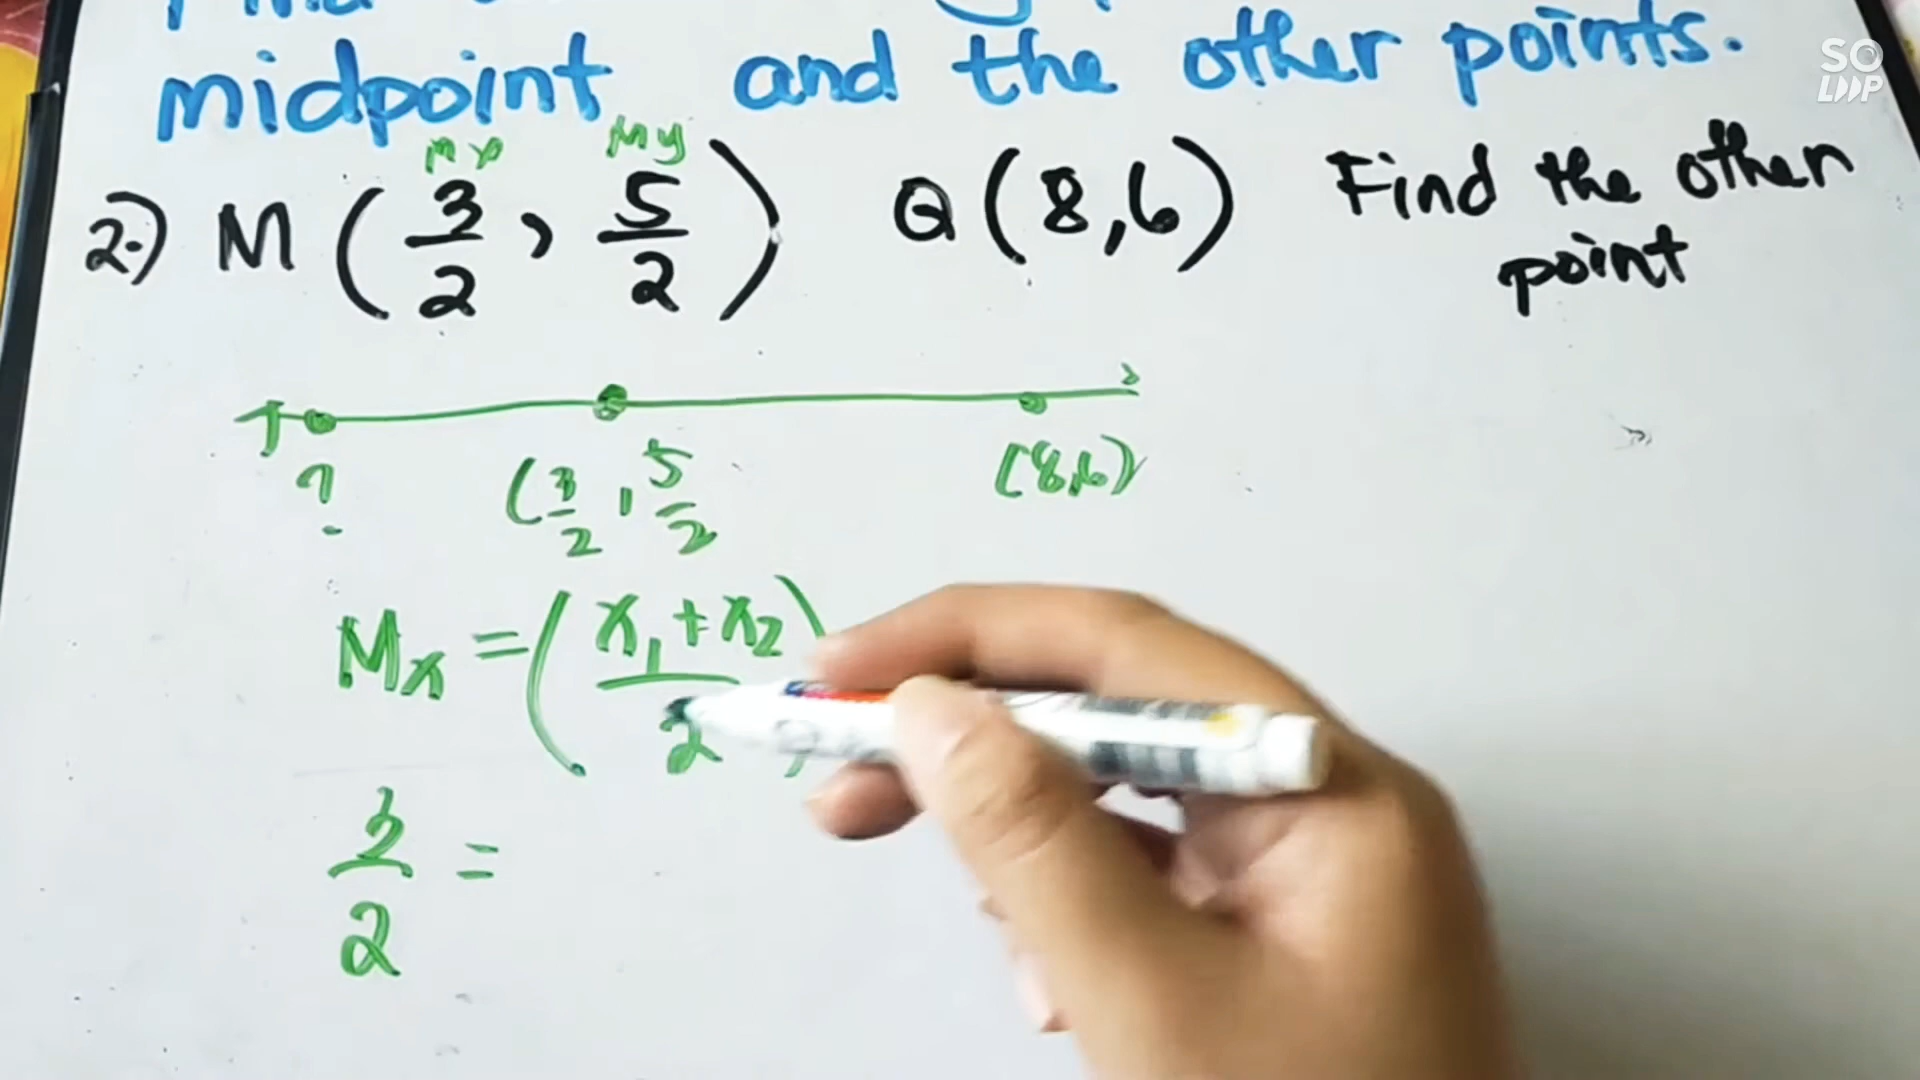 midpoint and the other points.
Mx My
2.) M (3/2, 5/2) Q(8,6) Find the other
point
?
(3/2, 5/2
(8,6)
Mx = (x₁ + x₂ / 2)
3/2 =
SO
LOOP